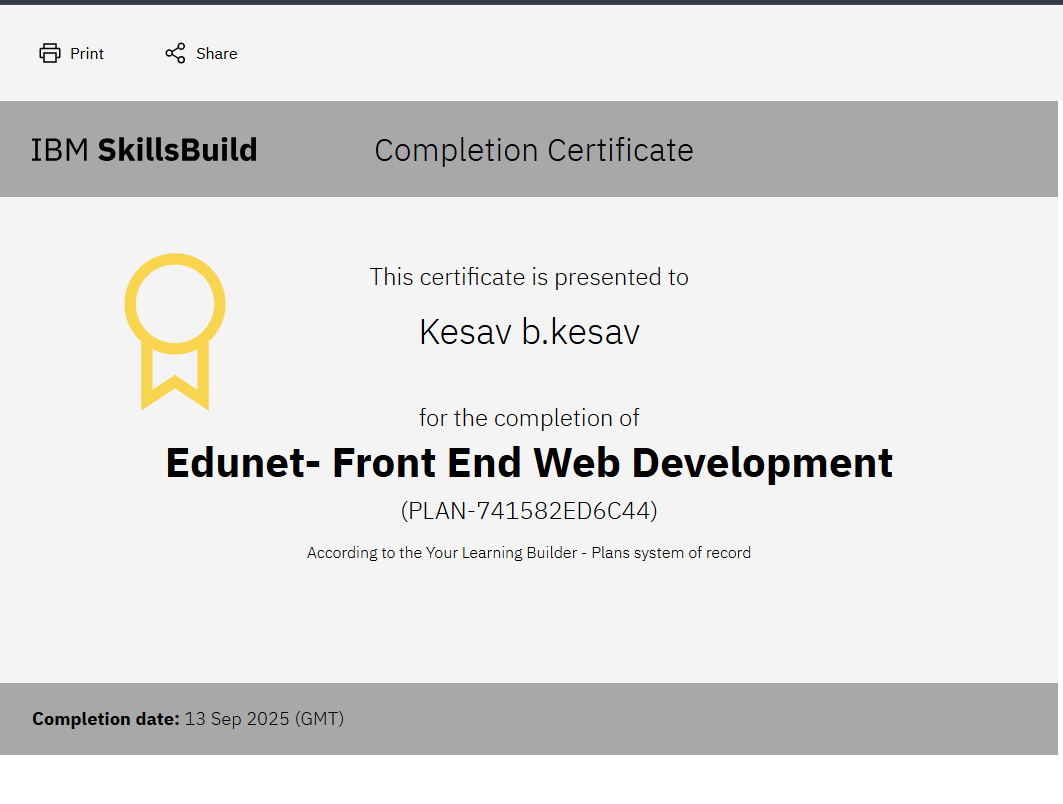 Print Share
IBM SkillsBuild Completion Certificate
This certificate is presented to
Kesav b.kesav
for the completion of
Edunet- Front End Web Development
(PLAN-741582ED6C44)
According to the Your Learning Builder - Plans system of record
Completion date: 13 Sep 2025 (GMT)